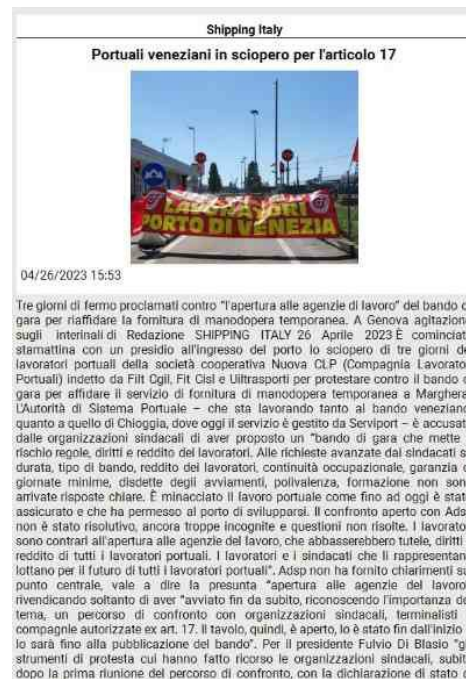 Shipping Italy
Portuali veneziani in sciopero per l'articolo 17
LAVORATORI
PORTO DI VENEZIA
04/26/2023 15:53
Tre giorni di fermo proclamati contro "l'apertura alle agenzie di lavoro" del bando d
gara per riaffidare la fornitura di manodopera temporanea. A Genova agitazion
sugli interinali di Redazione SHIPPING ITALY 26 Aprile 2023 È cominciat
stamattina con un presidio all'ingresso del porto lo sciopero di tre giorni de
lavoratori portuali della società cooperativa Nuova CLP (Compagnia Lavorato
Portuali) indetto da Filt Cgil, Fit Cisl e Uiltrasporti per protestare contro il bando d
gara per affidare il servizio di fornitura di manodopera temporanea a Marghera
L'Autorità di Sistema Portuale – che sta lavorando tanto al bando veneziano
quanto a quello di Chioggia, dove oggi il servizio è gestito da Serviport – è accusat
dalle organizzazioni sindacali di aver proposto un "bando di gara che mette
rischio regole, diritti e reddito dei lavoratori. Alle richieste avanzate dai sindacati s
durata, tipo di bando, reddito dei lavoratori, continuità occupazionale, garanzia d
giornate minime, disdette degli avviamenti, polivalenza, formazione non son
arrivate risposte chiare. È minacciato il lavoro portuale come fino ad oggi è stat
assicurato e che ha permesso al porto di svilupparsi. Il confronto aperto con Ads
non è stato risolutivo, ancora troppe incognite e questioni non risolte. I lavorato
sono contrari all'apertura alle agenzie del lavoro, che abbasserebbero tutele, diritti
reddito di tutti i lavoratori portuali. I lavoratori e i sindacati che li rappresentan
lottano per il futuro di tutti i lavoratori portuali". Adsp non ha fornito chiarimenti su
punto centrale, vale a dire la presunta "apertura alle agenzie del lavoro
rivendicando soltanto di aver "avviato fin da subito, riconoscendo l'importanza de
tema, un percorso di confronto con organizzazioni sindacali, terminalisti
compagnie autorizzate ex art. 17. Il tavolo, quindi, è aperto, lo è stato fin dall'inizio
lo sarà fino alla pubblicazione del bando". Per il presidente Fulvio Di Blasio "g
strumenti di protesta cui hanno fatto ricorso le organizzazioni sindacali, subit
dopo la prima riunione del percorso di confronto, con la dichiarazione di stato d